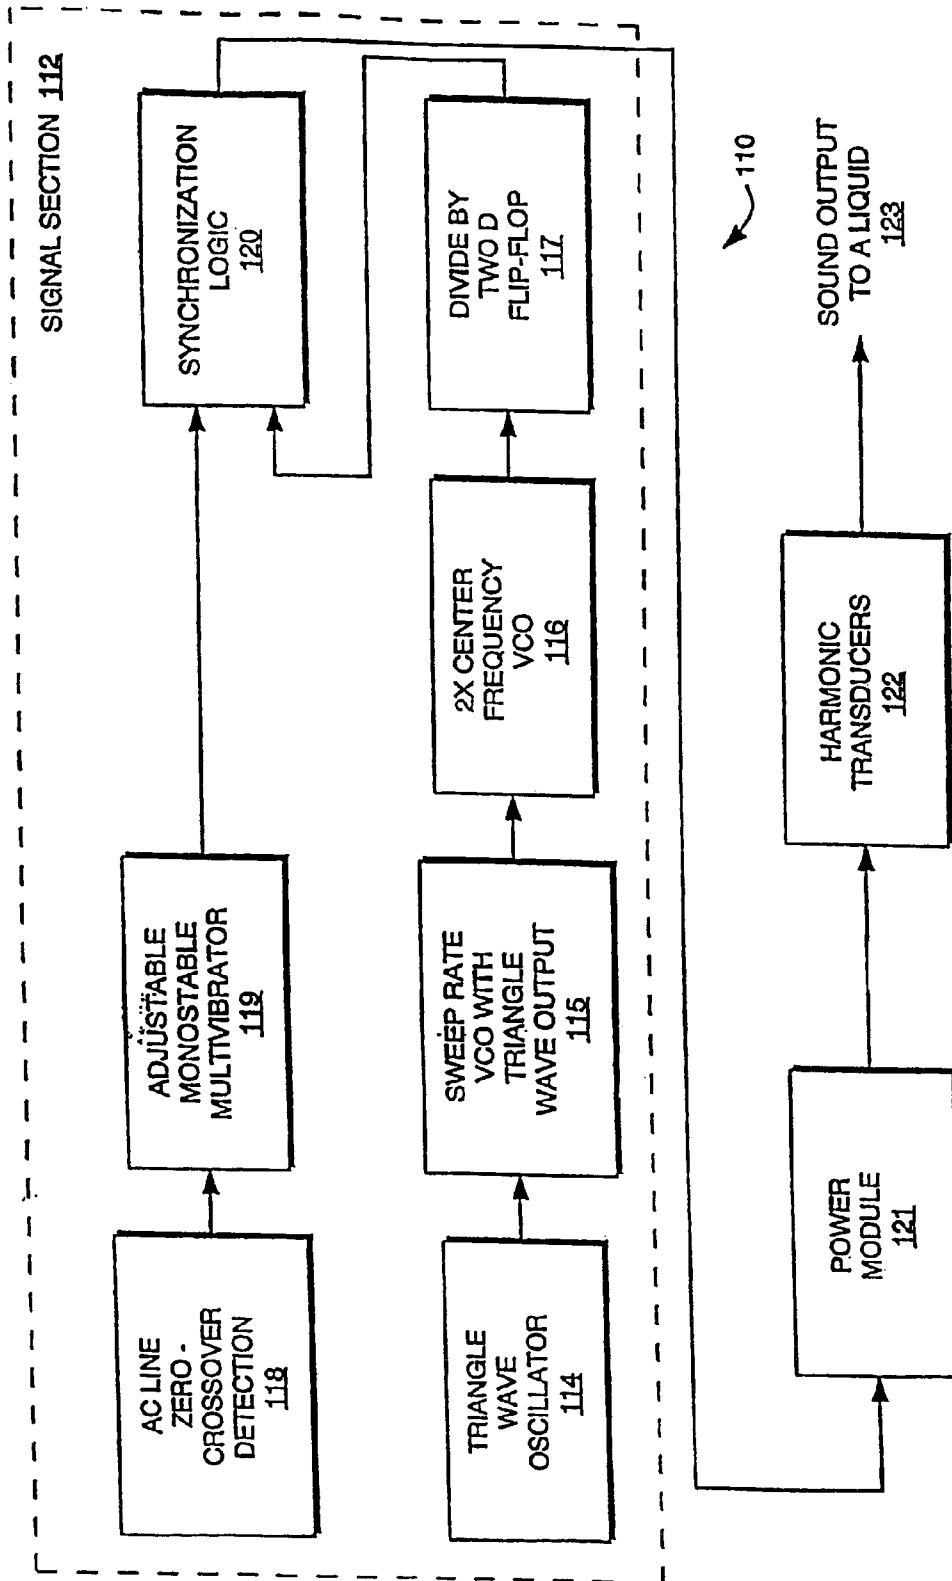 SIGNAL SECTION 112
AC LINE
ZERO -
CROSSOVER
DETECTION
118
ADJUSTABLE
MONOSTABLE
MULTIVIBRATOR
119
SYNCHRONIZATION
LOGIC
120
TRIANGLE
WAVE
OSCILLATOR
114
SWEEP RATE
VCO WITH
TRIANGLE
WAVE OUTPUT
115
2X CENTER
FREQUENCY
VCO
116
DIVIDE BY
TWO D
FLIP-FLOP
117
110
POWER
MODULE
121
HARMONIC
TRANSDUCERS
122
SOUND OUTPUT
TO A LIQUID
123